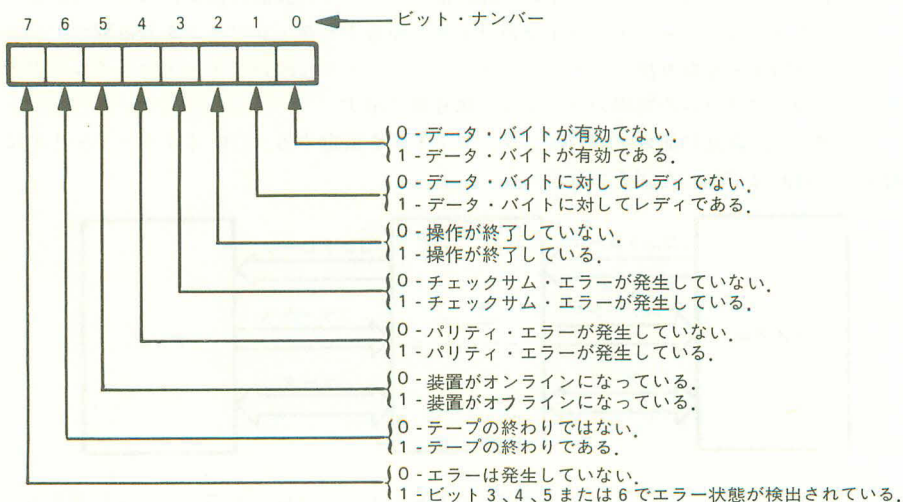 7 6 5 4 3 2 1 0 ビット・ナンバー
0 - データ・バイトが有効でない.
1 - データ・バイトが有効である.
0 - データ・バイトに対してレディでない.
1 - データ・バイトに対してレディである.
0 - 操作が終了していない.
1 - 操作が終了している.
0 - チェックサム・エラーが発生していない.
1 - チェックサム・エラーが発生している.
0 - パリティ・エラーが発生していない.
1 - パリティ・エラーが発生している.
0 - 装置がオンラインになっている.
1 - 装置がオフラインになっている.
0 - テープの終わりではない.
1 - テープの終わりである.
0 - エラーは発生していない.
1 - ビット3、4、5または6でエラー状態が検出されている.